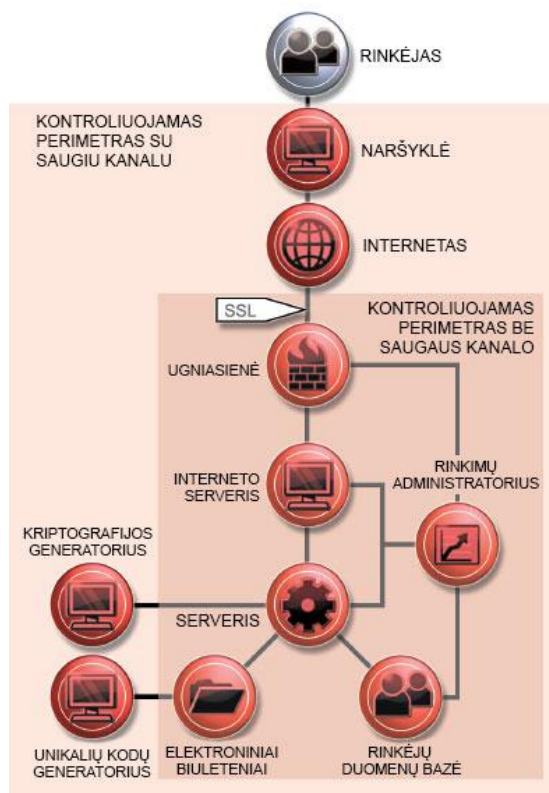 RINKĖJAS
KONTROLIUOJAMAS
PERIMETRAS SU
SAUGIU KANALU
NARŠYKLĖ
INTERNETAS
SSL
KONTROLIUOJAMAS
PERIMETRAS BE
SAUGAUS KANALO
UGNIASIENĖ
INTERNETO
SERVERIS
RINKIMŲ
ADMINISTRATORIUS
KRIPTOGRAFIJOS
GENERATORIUS
SERVERIS
UNIKALIŲ KODŲ
GENERATORIUS
ELEKTRONINIAI
BIULETENIAI
RINKĖJŲ
DUOMENŲ BAZĖ